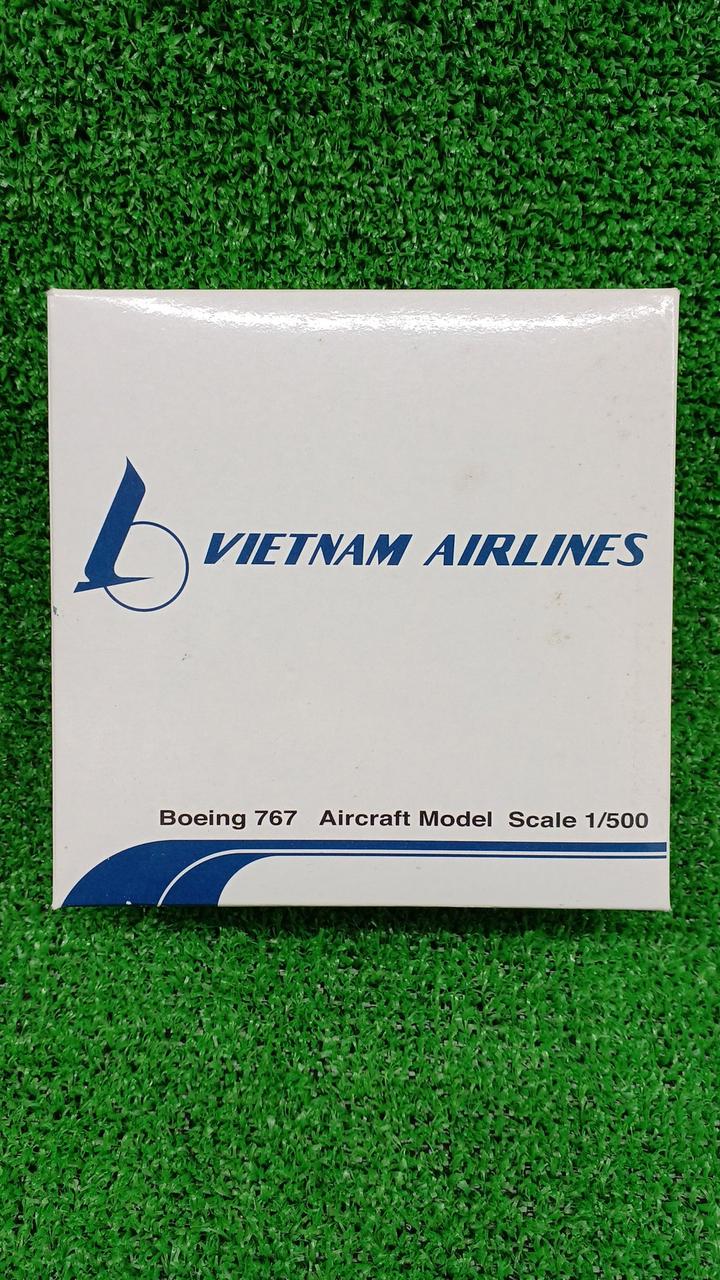 VIETNAM AIRLINES
Boeing 767 Aircraft Model Scale 1/500